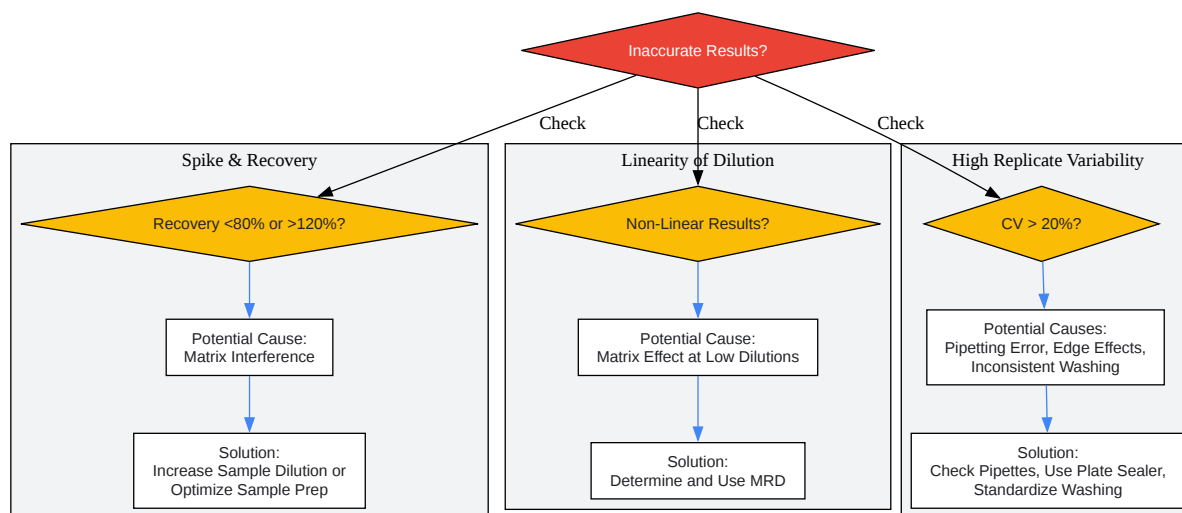 Inaccurate Results?
Check
Check
Check
Spike & Recovery
Recovery <80% or >120%?
Potential Cause:
Matrix Interference
Solution:
Increase Sample Dilution or
Optimize Sample Prep
Linearity of Dilution
Non-Linear Results?
Potential Cause:
Matrix Effect at Low Dilutions
Solution:
Determine and Use MRD
High Replicate Variability
CV > 20%?
Potential Causes:
Pipetting Error, Edge Effects,
Inconsistent Washing
Solution:
Check Pipettes, Use Plate Sealer,
Standardize Washing